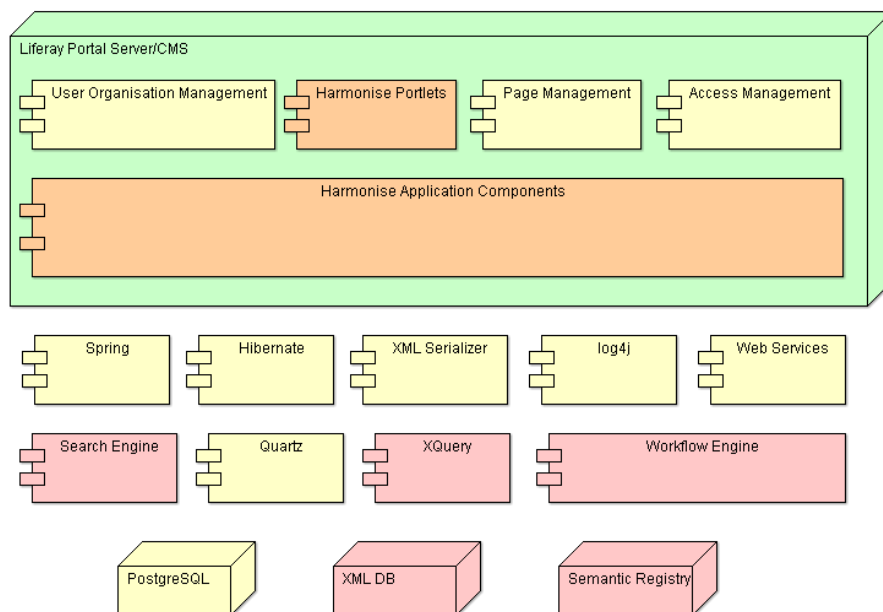 Liferay Portal Server/CMS
User Organisation Management
Harmonise Portlets
Page Management
Access Management
Harmonise Application Components
Spring
Hibernate
XML Serializer
log4j
Web Services
Search Engine
Quartz
XQuery
Workflow Engine
PostgreSQL
XML DB
Semantic Registry